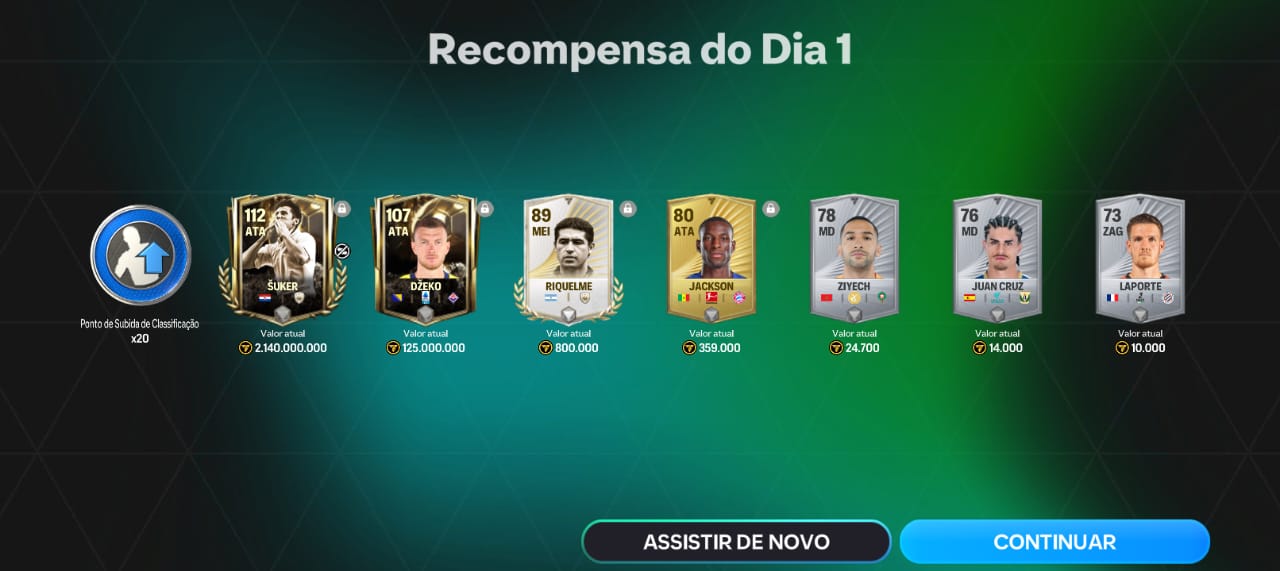 Recompensa do Dia 1
Ponto de Subida de Classificação
x20
112
ATA
ŠUKER
Valor atual
2.140.000.000
107
ATA
DŽEKO
Valor atual
125.000.000
89
MEI
RIQUELME
Valor atual
800.000
80
ATA
JACKSON
Valor atual
359.000
78
MD
ZIYECH
Valor atual
24.700
76
MD
JUAN CRUZ
Valor atual
14.000
73
ZAG
LAPORTE
Valor atual
10.000
ASSISTIR DE NOVO
CONTINUAR